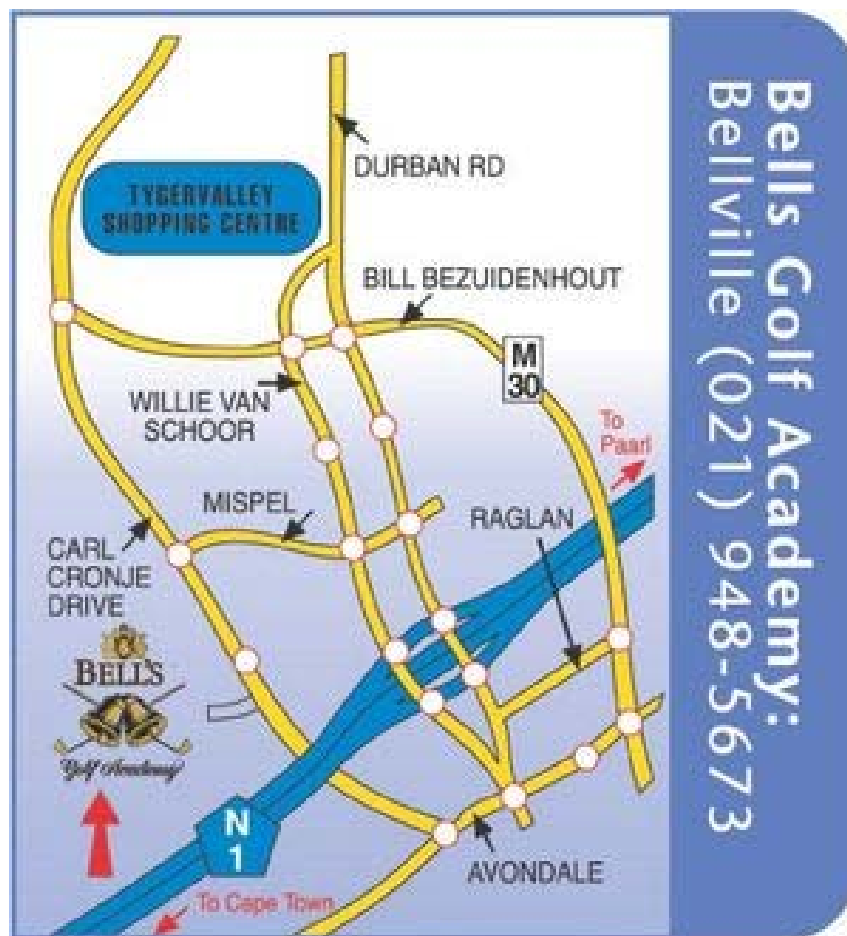 Bells Golf Academy:
Bellville (021) 948-5673
DURBAN RD
TYGERVALLEY
SHOPPING CENTRE
BILL BEZUIDENHOUT
M
30
WILLIE VAN
SCHOOR
To
Paarl
MISPEL
RAGLAN
CARL
CRONJE
DRIVE
BELL'S
Golf Academy
N
1
AVONDALE
To Cape Town